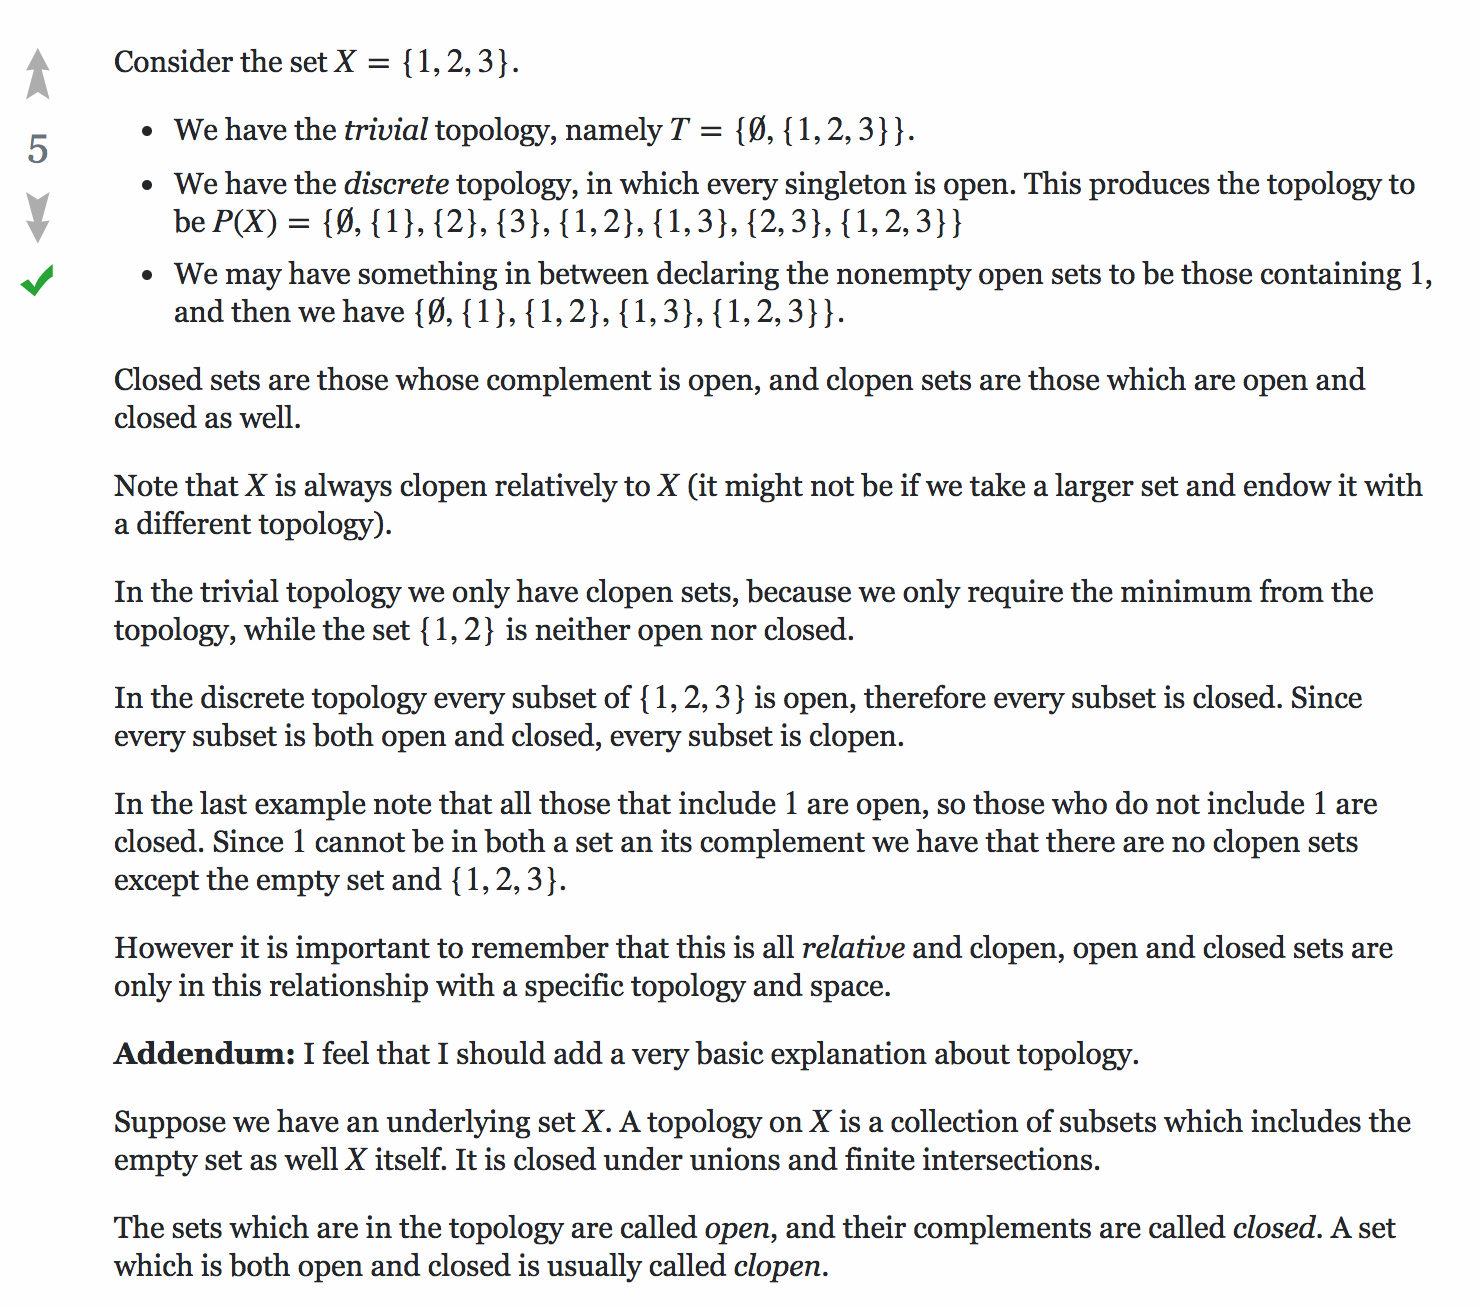 Consider the set X = {1, 2, 3}.
5
• We have the trivial topology, namely T = {∅, {1, 2, 3}}.
• We have the discrete topology, in which every singleton is open. This produces the topology to
be P(X) = {∅, {1}, {2}, {3}, {1, 2}, {1, 3}, {2, 3}, {1, 2, 3}}
• We may have something in between declaring the nonempty open sets to be those containing 1,
and then we have {∅, {1}, {1, 2}, {1, 3}, {1, 2, 3}}.
Closed sets are those whose complement is open, and clopen sets are those which are open and
closed as well.
Note that X is always clopen relatively to X (it might not be if we take a larger set and endow it with
a different topology).
In the trivial topology we only have clopen sets, because we only require the minimum from the
topology, while the set {1, 2} is neither open nor closed.
In the discrete topology every subset of {1, 2, 3} is open, therefore every subset is closed. Since
every subset is both open and closed, every subset is clopen.
In the last example note that all those that include 1 are open, so those who do not include 1 are
closed. Since 1 cannot be in both a set an its complement we have that there are no clopen sets
except the empty set and {1, 2, 3}.
However it is important to remember that this is all relative and clopen, open and closed sets are
only in this relationship with a specific topology and space.
Addendum: I feel that I should add a very basic explanation about topology.
Suppose we have an underlying set X. A topology on X is a collection of subsets which includes the
empty set as well X itself. It is closed under unions and finite intersections.
The sets which are in the topology are called open, and their complements are called closed. A set
which is both open and closed is usually called clopen.